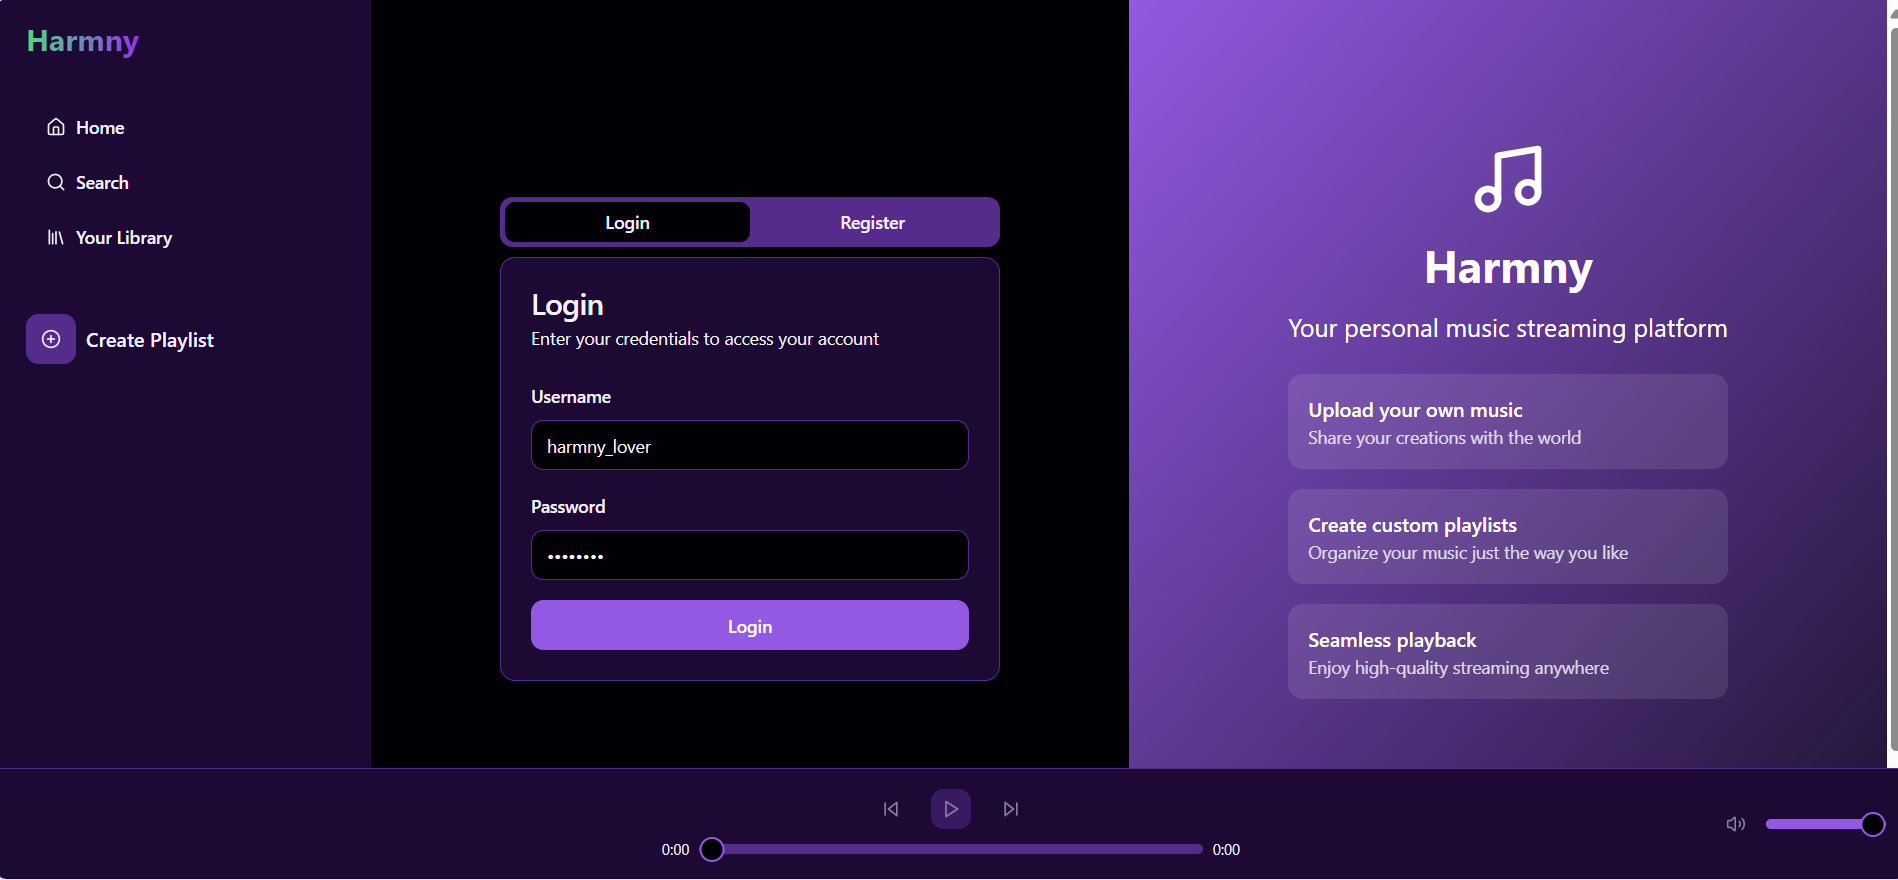 Harmny
Home
Search
Your Library
Create Playlist
Login
Register
Login
Enter your credentials to access your account
Username
harmny_lover
Password
••••••••
Login
Harmny
Your personal music streaming platform
Upload your own music
Share your creations with the world
Create custom playlists
Organize your music just the way you like
Seamless playback
Enjoy high-quality streaming anywhere
0:00
0:00